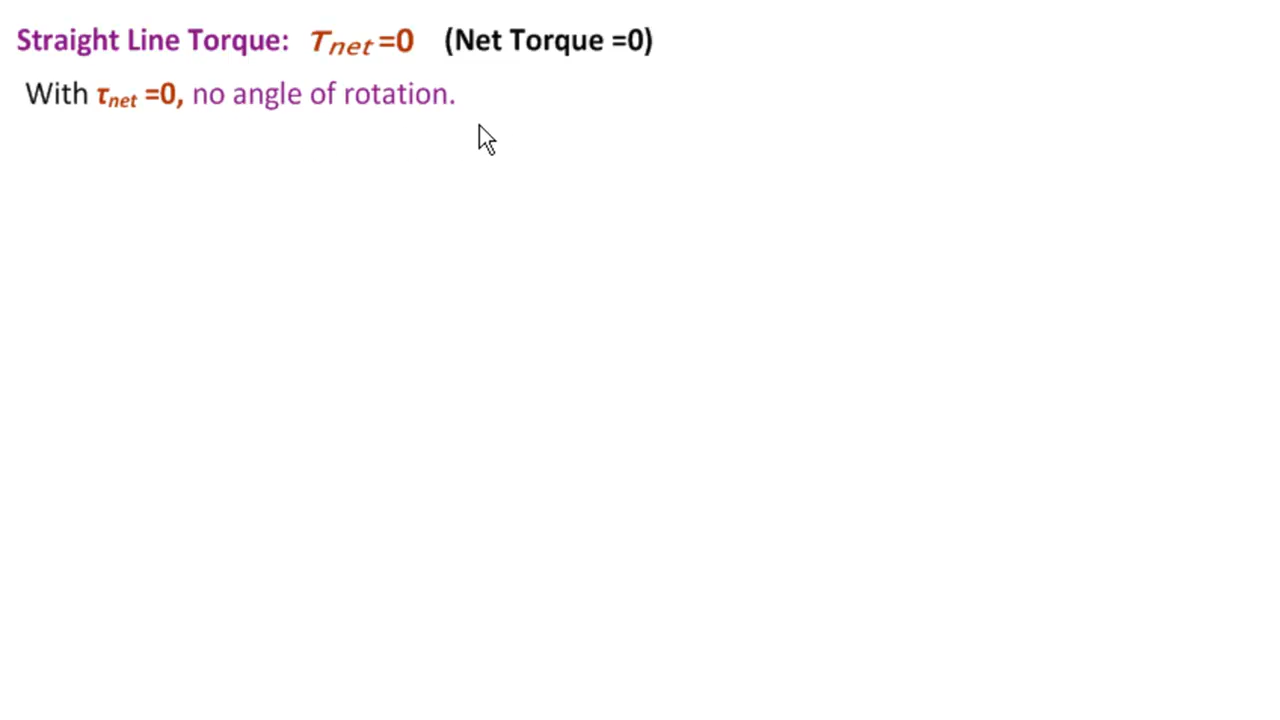 Straight Line Torque: τnet =0 (Net Torque =0)
With τnet =0, no angle of rotation.